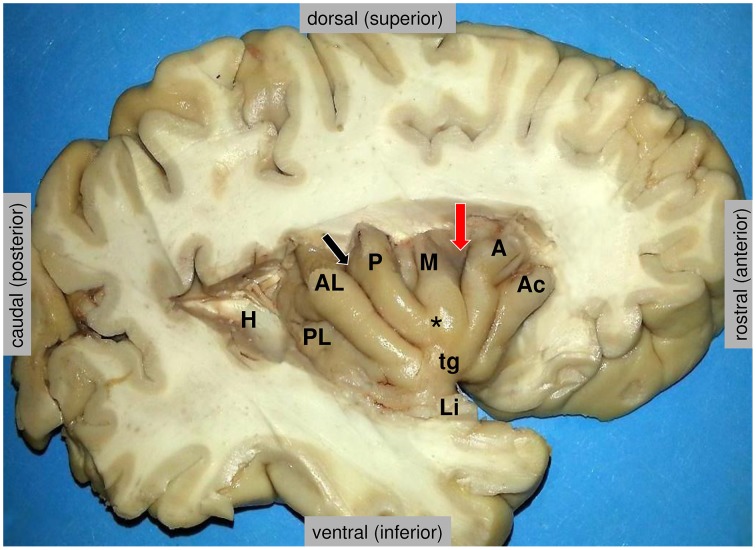 dorsal (superior)
caudal (posterior)
rostral (anterior)
P
M
A
AL
Ac
H
PL
*
tg
Li
ventral (inferior)